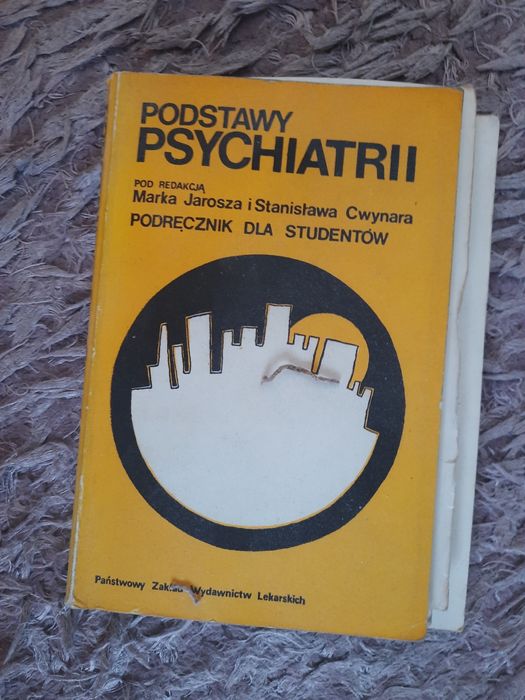 PODSTAWY
PSYCHIATRII
POD REDAKCJĄ
Marka Jarosza i Stanisława Cwynara
PODRĘCZNIK DLA STUDENTÓW
Państwowy Zakład Wydawnictw Lekarskich